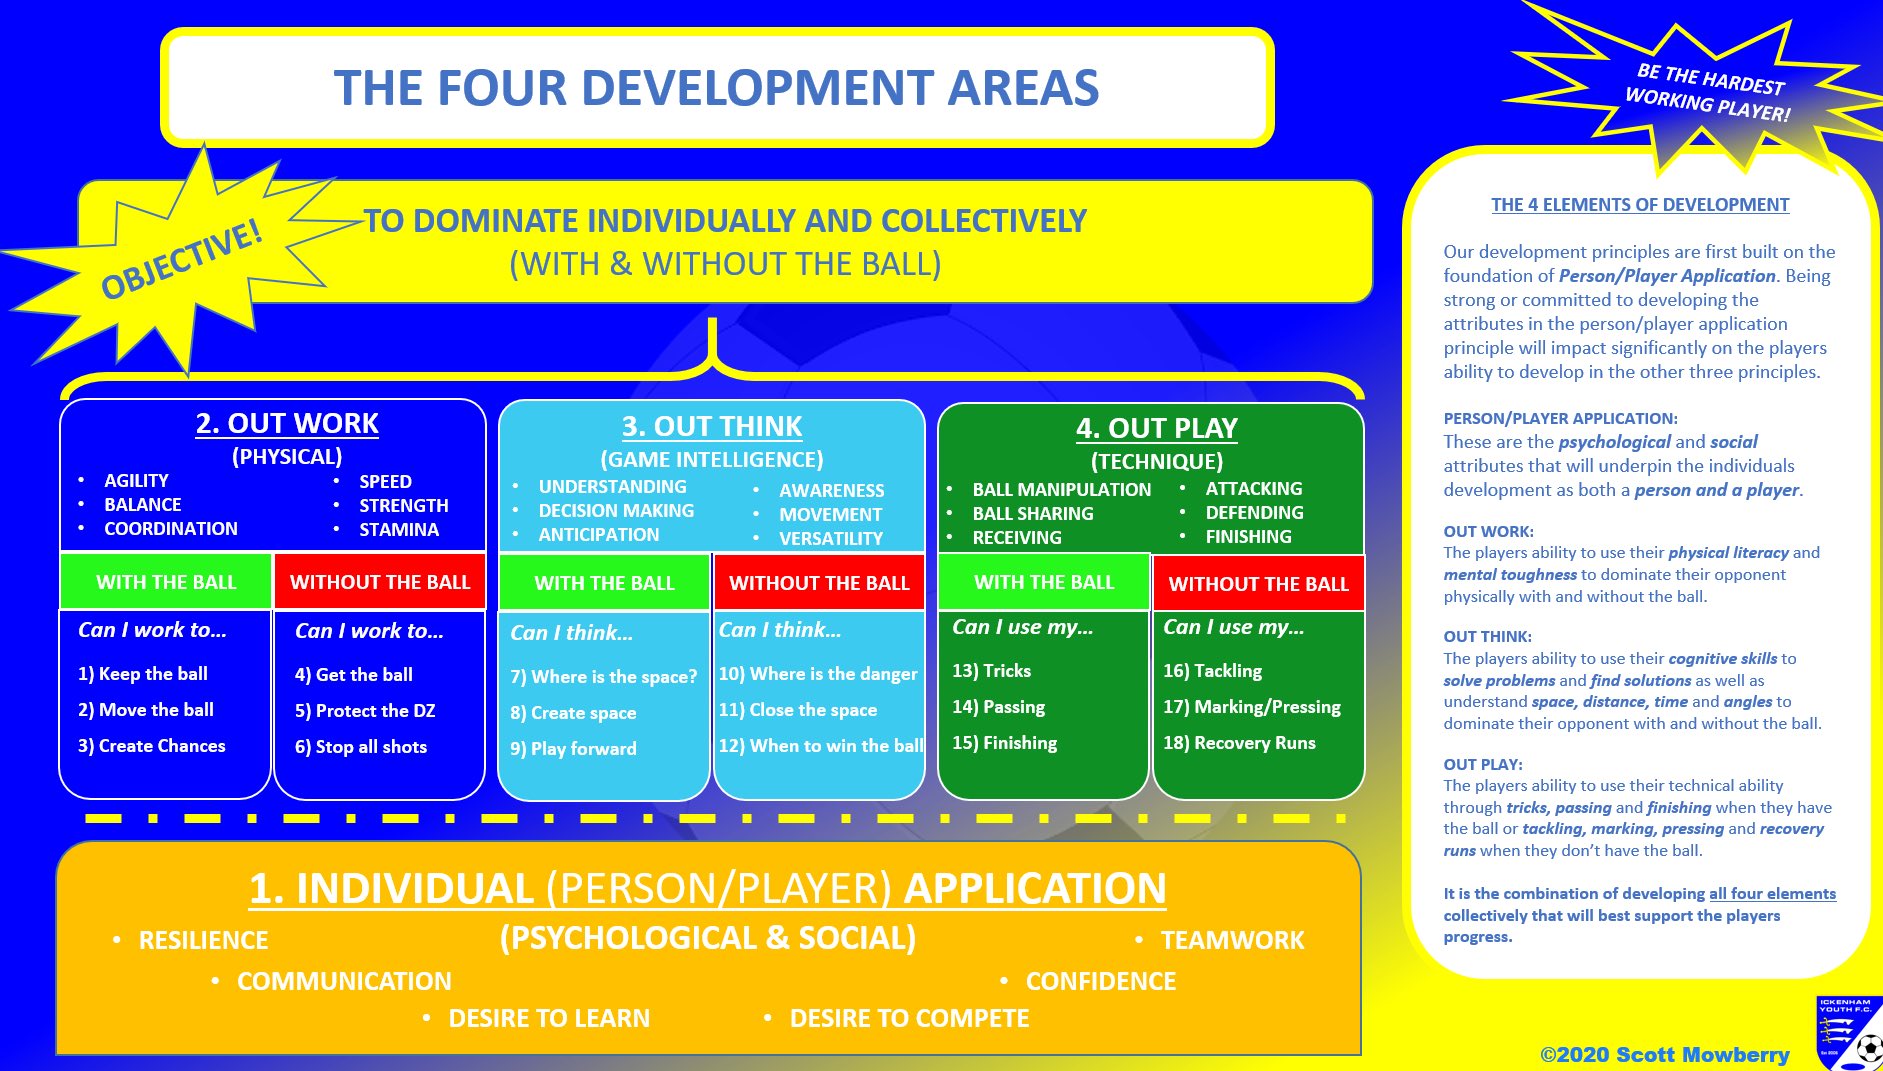 THE FOUR DEVELOPMENT AREAS
BE THE HARDEST
WORKING PLAYER!
OBJECTIVE!
TO DOMINATE INDIVIDUALLY AND COLLECTIVELY
(WITH & WITHOUT THE BALL)
2. OUT WORK
(PHYSICAL)
• AGILITY
• BALANCE
• COORDINATION
• SPEED
• STRENGTH
• STAMINA
WITH THE BALL
Can I work to...
1) Keep the ball
2) Move the ball
3) Create Chances
WITHOUT THE BALL
Can I work to...
4) Get the ball
5) Protect the DZ
6) Stop all shots
3. OUT THINK
(GAME INTELLIGENCE)
• UNDERSTANDING
• DECISION MAKING
• ANTICIPATION
• AWARENESS
• MOVEMENT
• VERSATILITY
WITH THE BALL
Can I think...
7) Where is the space?
8) Create space
9) Play forward
WITHOUT THE BALL
Can I think...
10) Where is the danger
11) Close the space
12) When to win the ball
4. OUT PLAY
(TECHNIQUE)
• BALL MANIPULATION
• BALL SHARING
• RECEIVING
• ATTACKING
• DEFENDING
• FINISHING
WITH THE BALL
Can I use my...
13) Tricks
14) Passing
15) Finishing
WITHOUT THE BALL
Can I use my...
16) Tackling
17) Marking/Pressing
18) Recovery Runs
1. INDIVIDUAL (PERSON/PLAYER) APPLICATION
(PSYCHOLOGICAL & SOCIAL)
• RESILIENCE
• COMMUNICATION
• DESIRE TO LEARN
• DESIRE TO COMPETE
• CONFIDENCE
• TEAMWORK
THE 4 ELEMENTS OF DEVELOPMENT
Our development principles are first built on the
foundation of Person/Player Application. Being
strong or committed to developing the
attributes in the person/player application
principle will impact significantly on the players
ability to develop in the other three principles.
PERSON/PLAYER APPLICATION:
These are the psychological and social
attributes that will underpin the individuals
development as both a person and a player.
OUT WORK:
The players ability to use their physical literacy and
mental toughness to dominate their opponent
physically with and without the ball.
OUT THINK:
The players ability to use their cognitive skills to
solve problems and find solutions as well as
understand space, distance, time and angles to
dominate their opponent with and without the ball.
OUT PLAY:
The players ability to use their technical ability
through tricks, passing and finishing when they have
the ball or tackling, marking, pressing and recovery
runs when they don't have the ball.
It is the combination of developing all four elements
collectively that will best support the players
progress.
©2020 Scott Mowberry
ICKENHAM
YOUTH F.C.